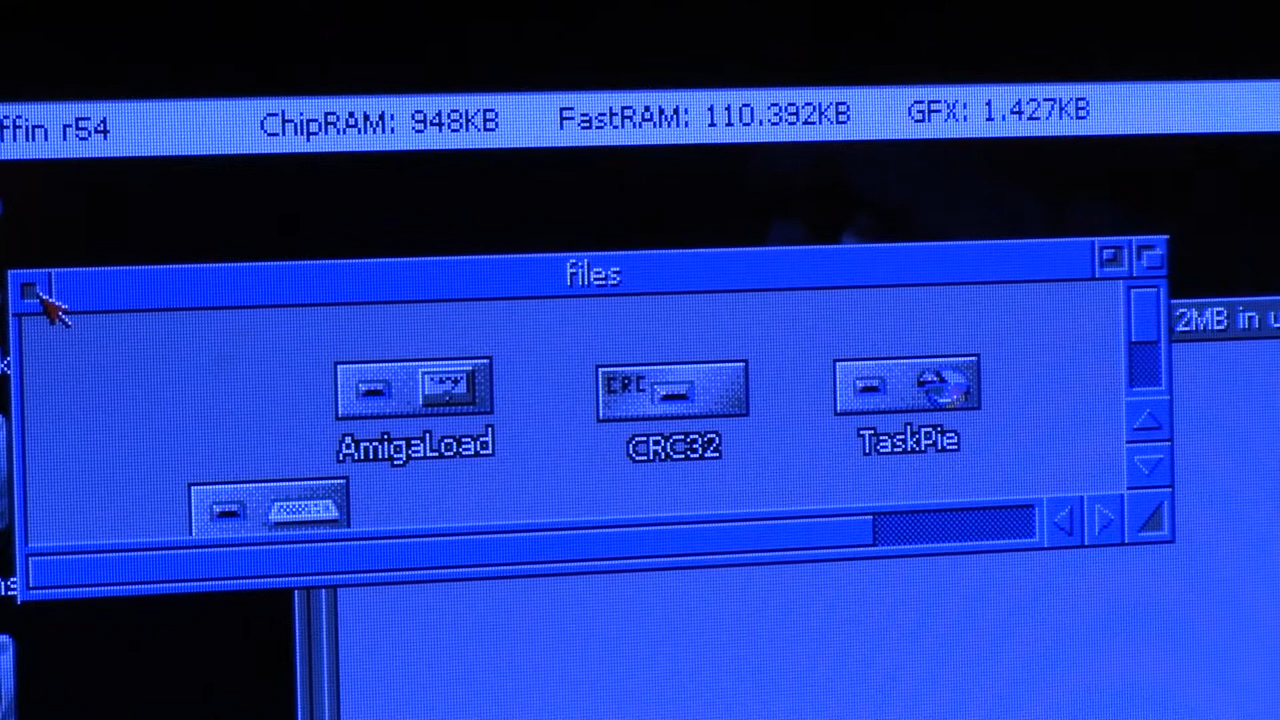 ffin r54 ChipRAM: 948KB FastRAM: 110.392KB GFX: 1.427KB
files
2MB in u
CRC
AmigaLoad CRC32 TaskPie